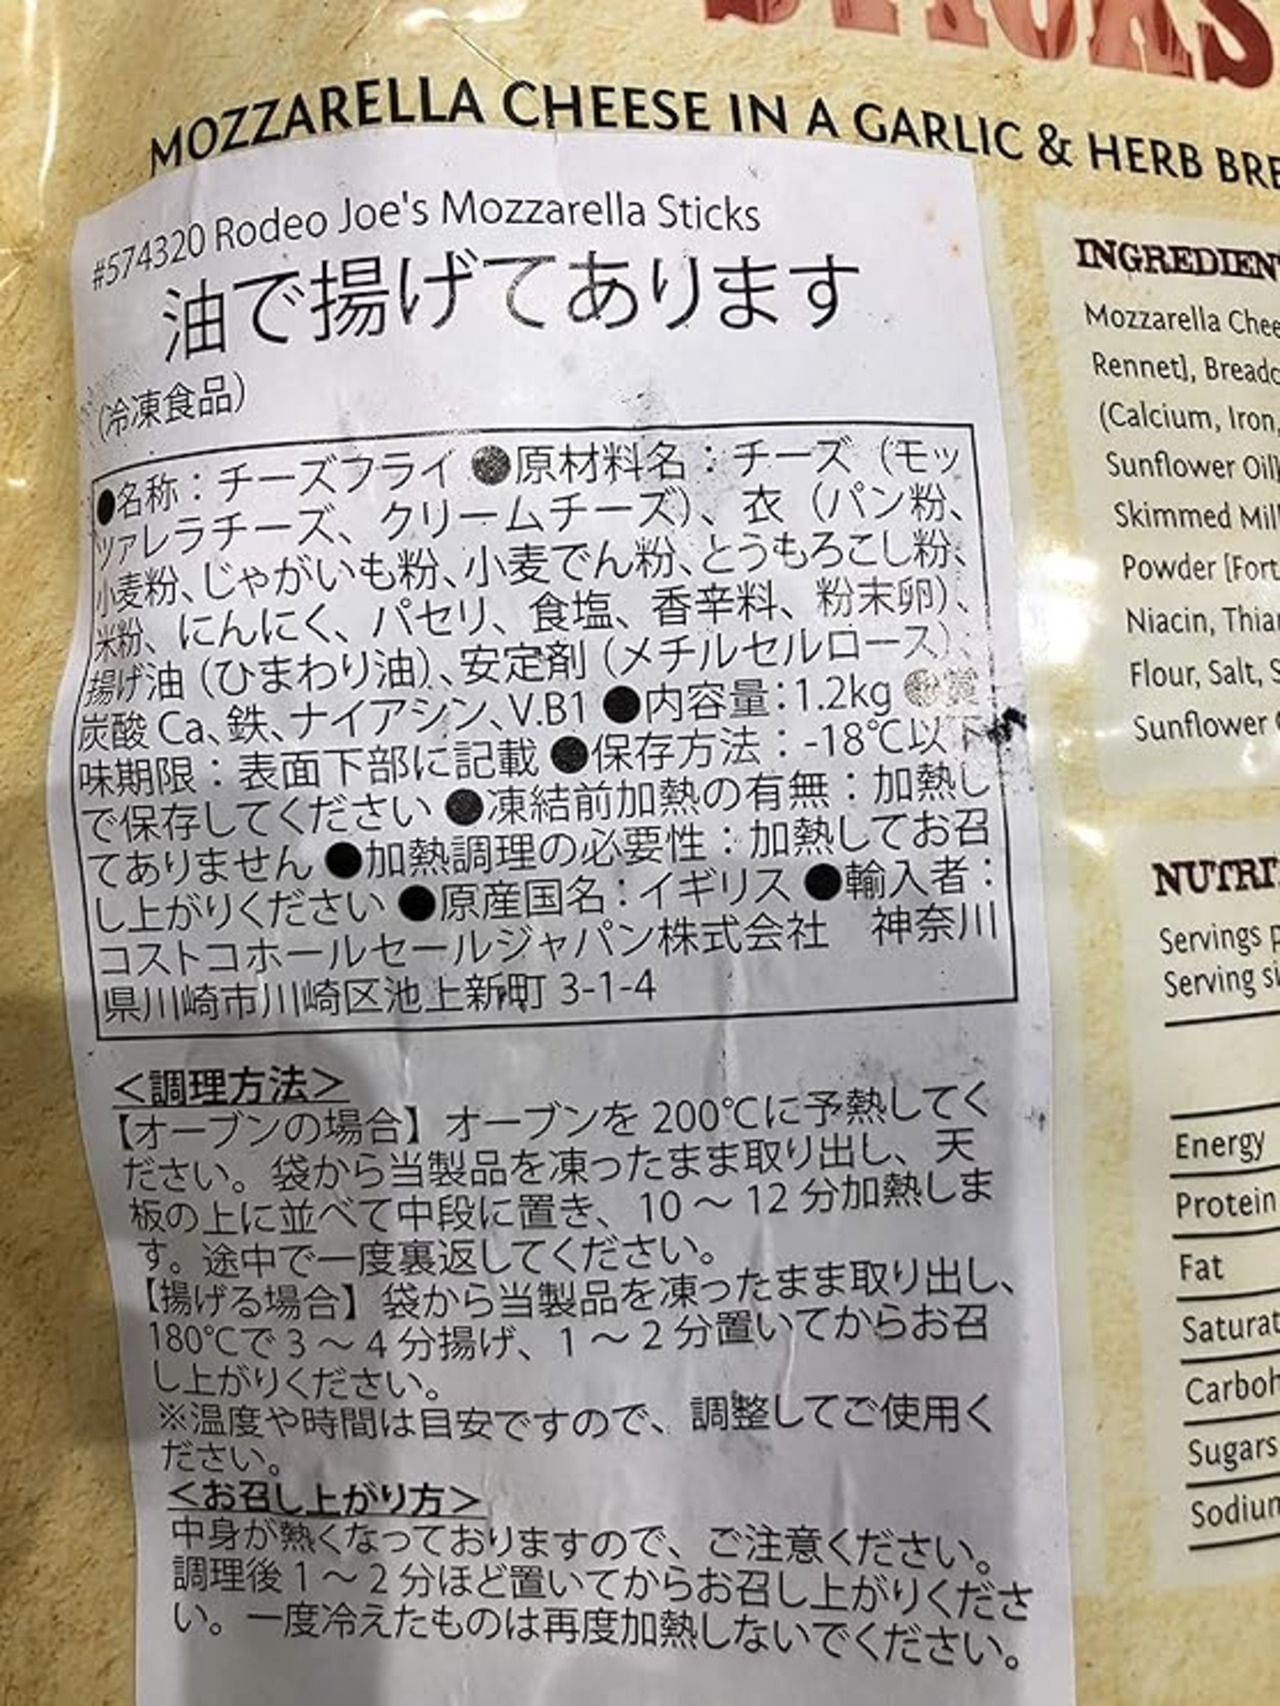 STICKS
MOZZARELLA CHEESE IN A GARLIC & HERB
#574320 Rodeo Joe's Mozzarella Sticks
油で揚げてあります
(冷凍食品)
●名称：チーズフライ ●原材料名：チーズ（モッ
ツァレラチーズ、クリームチーズ）、衣（パン粉、
小麦粉、じゃがいも粉、小麦でん粉、とうもろこし粉、
米粉、にんにく、パセリ、食塩、香辛料、粉末卵）、
揚げ油（ひまわり油）、安定剤（メチルセルロース）、
炭酸 Ca、鉄、ナイアシン、V.B1 ●内容量：1.2kg ●賞
味期限：表面下部に記載 ●保存方法：-18℃以下
で保存してください ●凍結前加熱の有無：加熱し
てありません ●加熱調理の必要性：加熱してお召
し上がりください ●原産国名：イギリス ●輸入者：
コストコホールセールジャパン株式会社　神奈川
県川崎市川崎区池上新町 3-1-4
＜調理方法＞
【オーブンの場合】オーブンを 200℃に予熱してく
ださい。袋から当製品を凍ったまま取り出し、天
板の上に並べて中段に置き、10 ～ 12 分加熱しま
す。途中で一度裏返してください。
【揚げる場合】袋から当製品を凍ったまま取り出し、
180℃で 3 ～ 4 分揚げ、1 ～ 2 分置いてからお召
し上がりください。
※温度や時間は目安ですので、調整してご使用く
ださい。
＜お召し上がり方＞
中身が熱くなっておりますので、ご注意ください。
調理後 1 ～ 2 分ほど置いてからお召し上がりくださ
い。一度冷えたものは再度加熱しないでください。
Mozzarella
Rennet],
(Calcium, Iron,
Sunflower
Skimmed
Powder
Niacin,
Flour, Salt,
Sunflower
Servings
Serving
Energy
Protein
Fat
Sugars